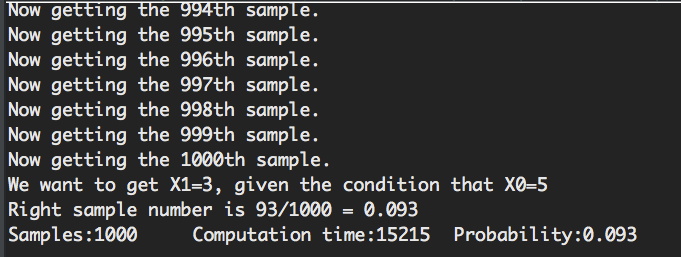 Now getting the 994th sample.
Now getting the 995th sample.
Now getting the 996th sample.
Now getting the 997th sample.
Now getting the 998th sample.
Now getting the 999th sample.
Now getting the 1000th sample.
We want to get X1=3, given the condition that X0=5
Right sample number is 93/1000 = 0.093
Samples:1000     Computation time:15215  Probability:0.093